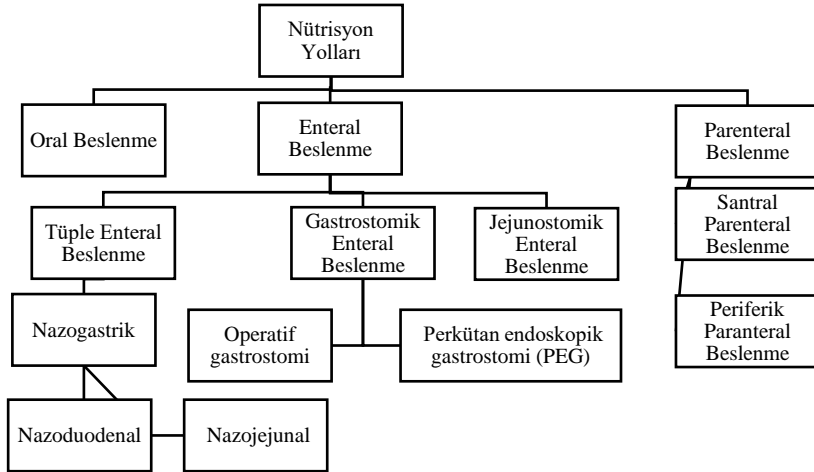 Nütrisyon
Yolları
Oral Beslenme
Enteral
Beslenme
Parenteral
Beslenme
Tüple Enteral
Beslenme
Gastrostomik
Enteral
Beslenme
Jejunostomik
Enteral
Beslenme
Santral
Parenteral
Beslenme
Nazogastrik
Operatif
gastrostomi
Perkütan endoskopik
gastrostomi (PEG)
Periferik
Paranteral
Beslenme
Nazoduodenal
Nazojejunal